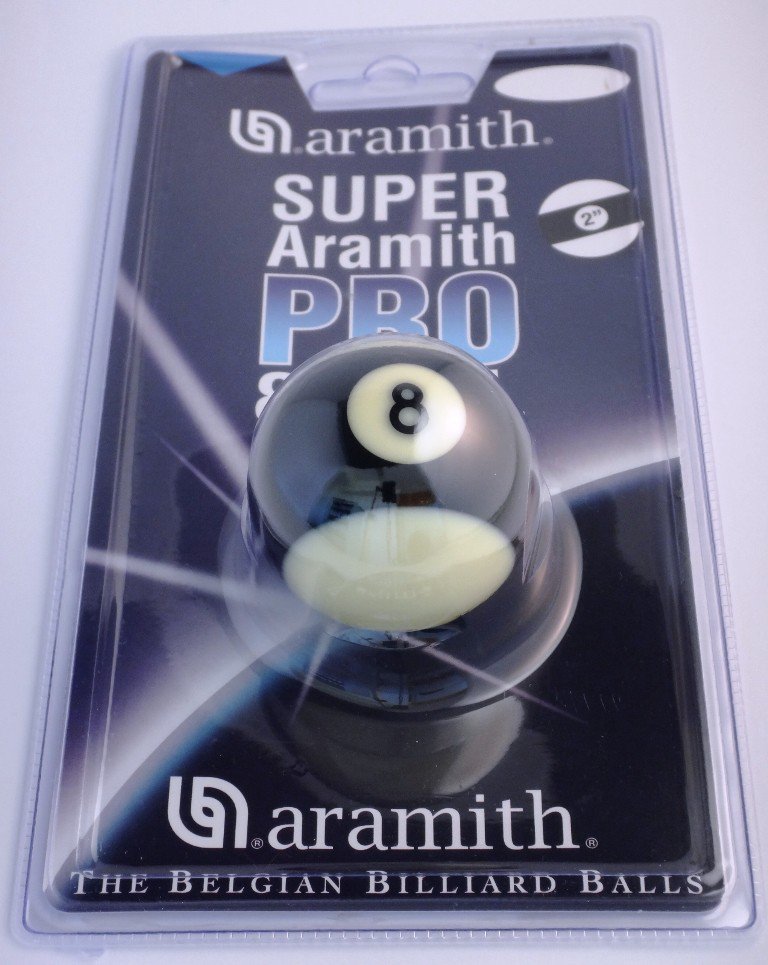 aramith®
SUPER
2"
Aramith
PRO
8
aramith®
THE BELGIAN BILLIARD BALLS